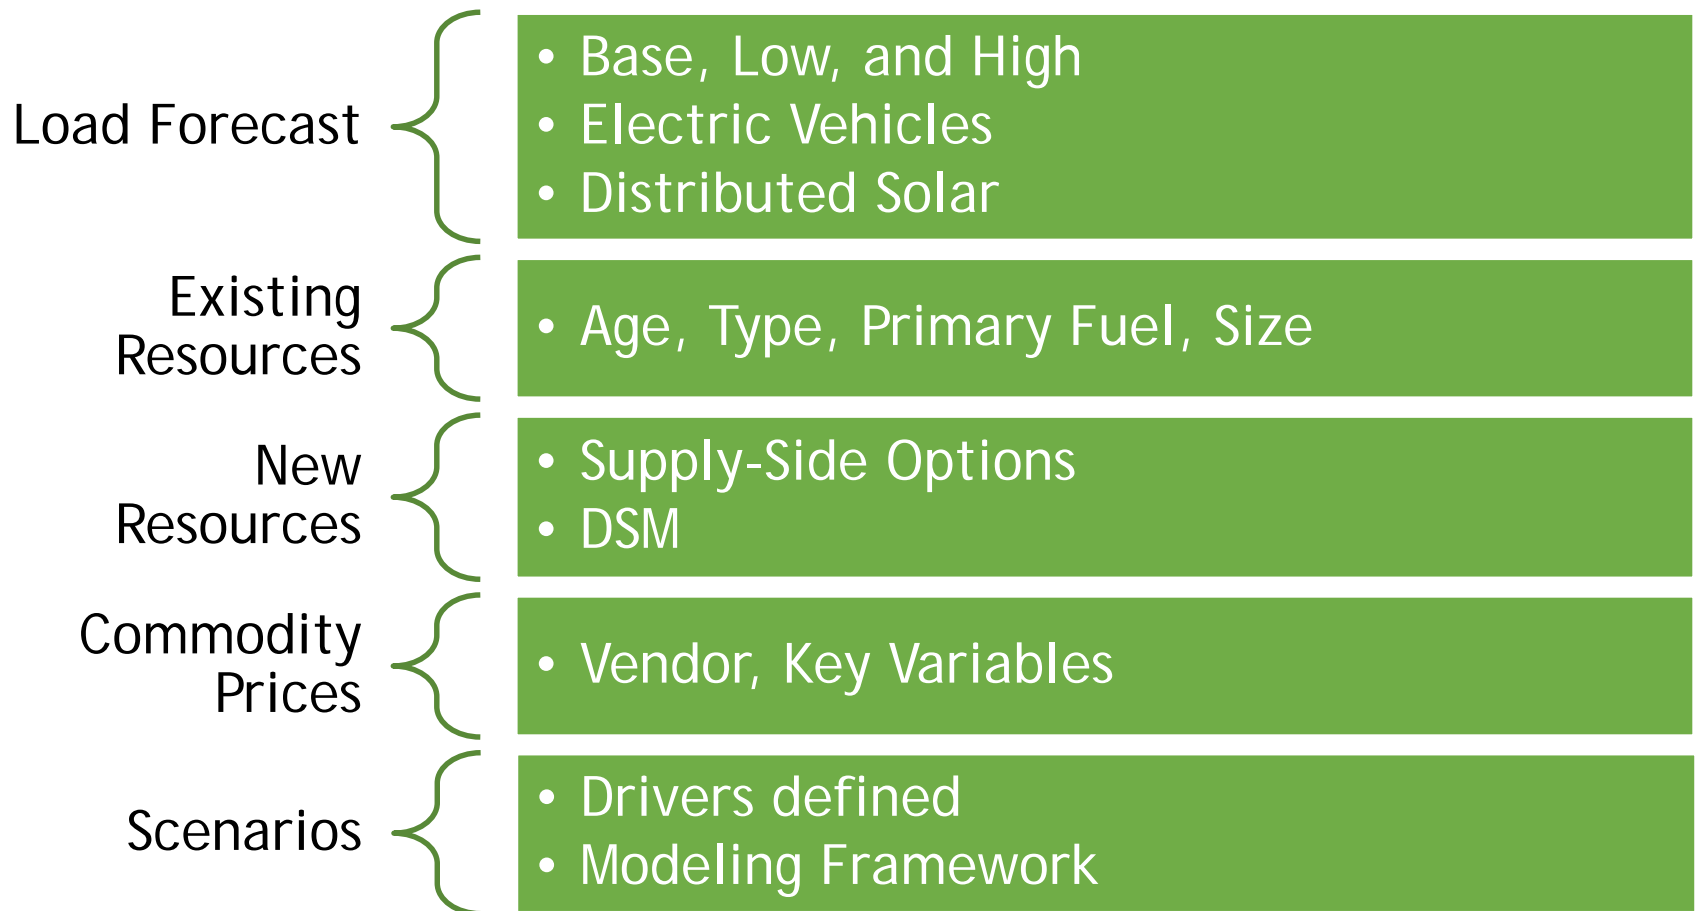 Load Forecast
• Base, Low, and High
• Electric Vehicles
• Distributed Solar
Existing
Resources
• Age, Type, Primary Fuel, Size
New
Resources
• Supply-Side Options
• DSM
Commodity
Prices
• Vendor, Key Variables
Scenarios
• Drivers defined
• Modeling Framework